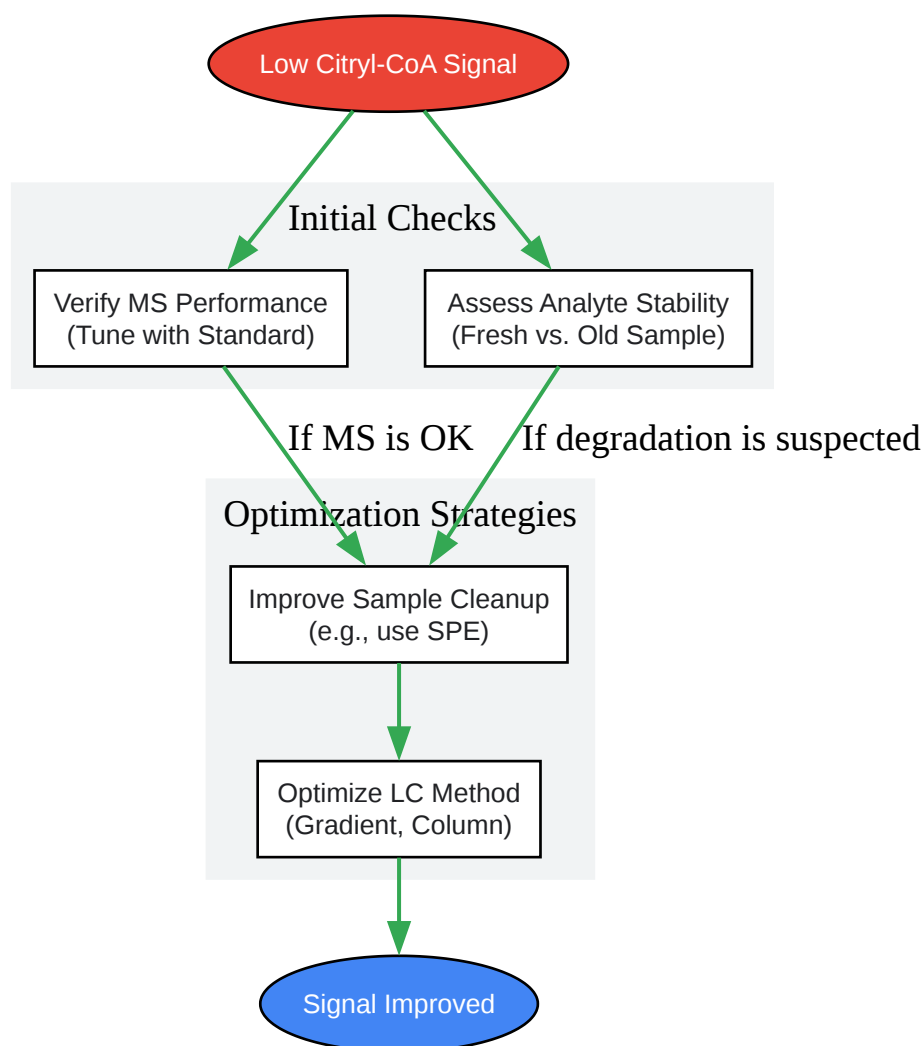 Low Citryl-CoA Signal
Initial Checks
Verify MS Performance
(Tune with Standard)
Assess Analyte Stability
(Fresh vs. Old Sample)
If MS is OK
If degradation is suspected
Optimization Strategies
Improve Sample Cleanup
(e.g., use SPE)
Optimize LC Method
(Gradient, Column)
Signal Improved